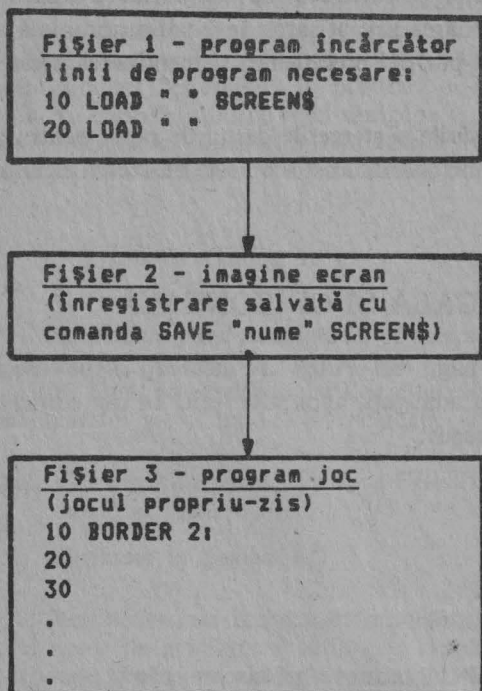 Fişier 1 - program încărcător
linii de program necesare:
10 LOAD " " SCREEN$
20 LOAD " "
Fişier 2 - imagine ecran
(înregistrare salvată cu
comanda SAVE "nume" SCREEN$)
Fişier 3 - program joc
(jocul propriu-zis)
10 BORDER 2:
20
30
.
.
.